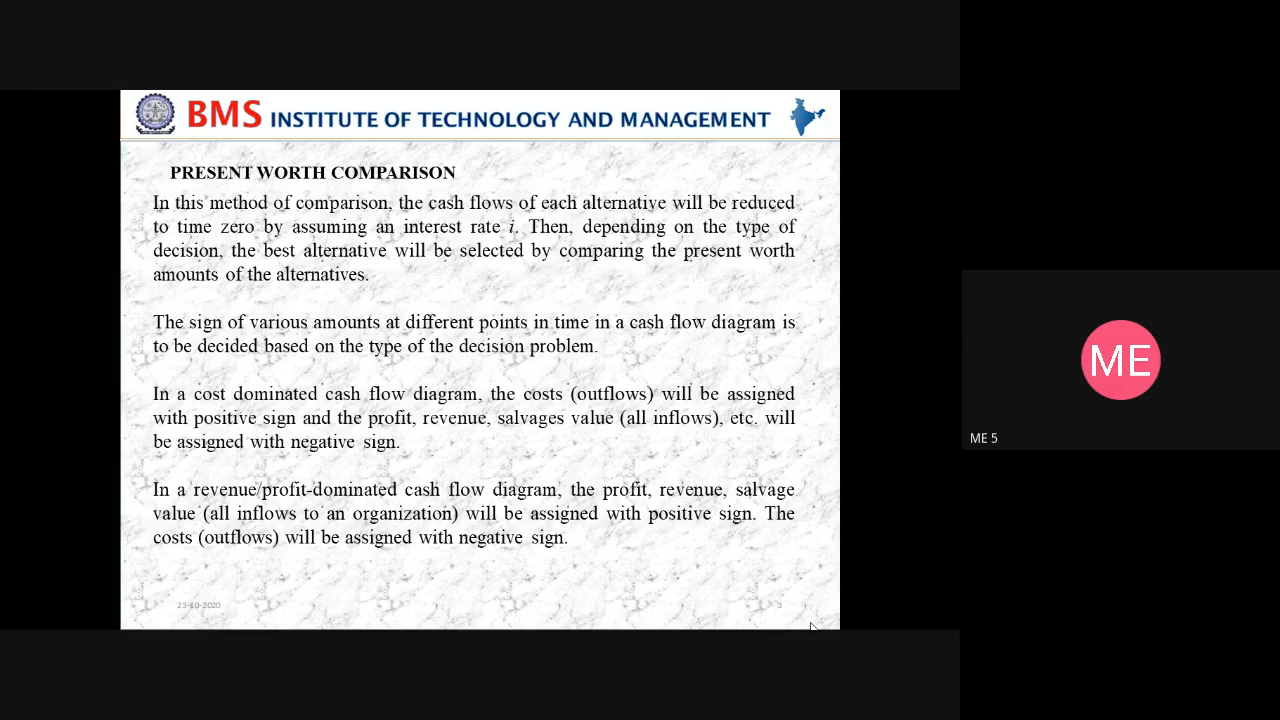 BMS INSTITUTE OF TECHNOLOGY AND MANAGEMENT
PRESENT WORTH COMPARISON
In this method of comparison, the cash flows of each alternative will be reduced
to time zero by assuming an interest rate i. Then, depending on the type of
decision, the best alternative will be selected by comparing the present worth
amounts of the alternatives.
The sign of various amounts at different points in time in a cash flow diagram is
to be decided based on the type of the decision problem.
In a cost dominated cash flow diagram, the costs (outflows) will be assigned
with positive sign and the profit, revenue, salvages value (all inflows), etc. will
be assigned with negative sign.
In a revenue/profit-dominated cash flow diagram, the profit, revenue, salvage
value (all inflows to an organization) will be assigned with positive sign. The
costs (outflows) will be assigned with negative sign.
23-10-2020
3
ME
ME 5